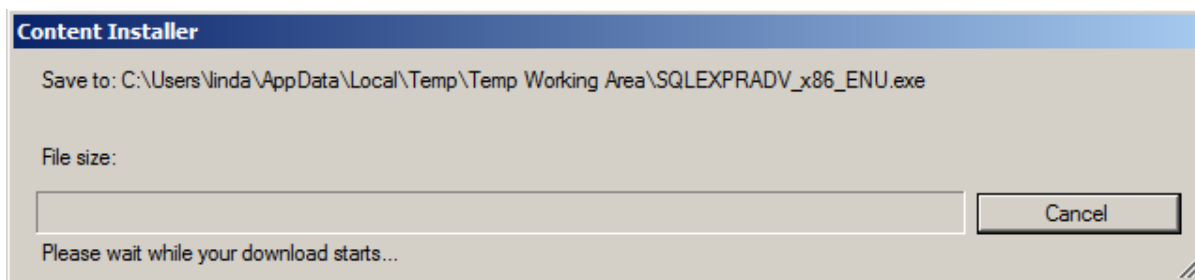 Content Installer
Save to: C:\Users\linda\AppData\Local\Temp\Temp Working Area\SQLEXPRADV_x86_ENU.exe
File size:
Cancel
Please wait while your download starts...